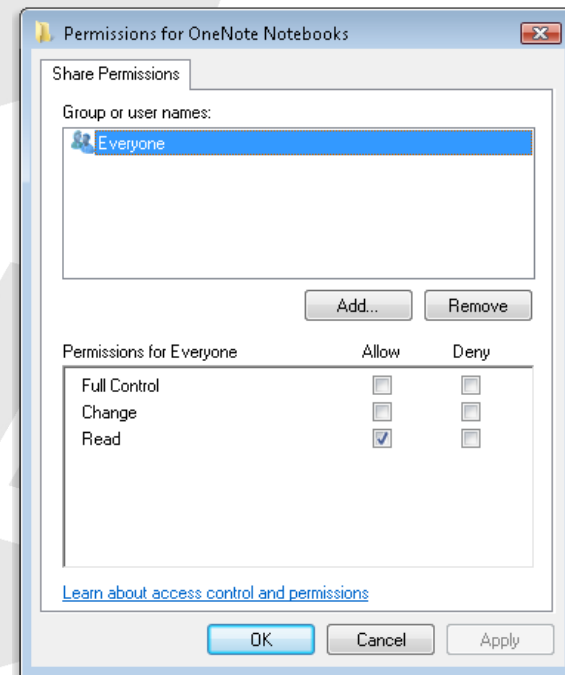 Permissions for OneNote Notebooks
Share Permissions
Group or user names:
Everyone
Add... Remove
Permissions for Everyone Allow Deny
Full Control
Change
Read
Learn about access control and permissions
OK Cancel Apply